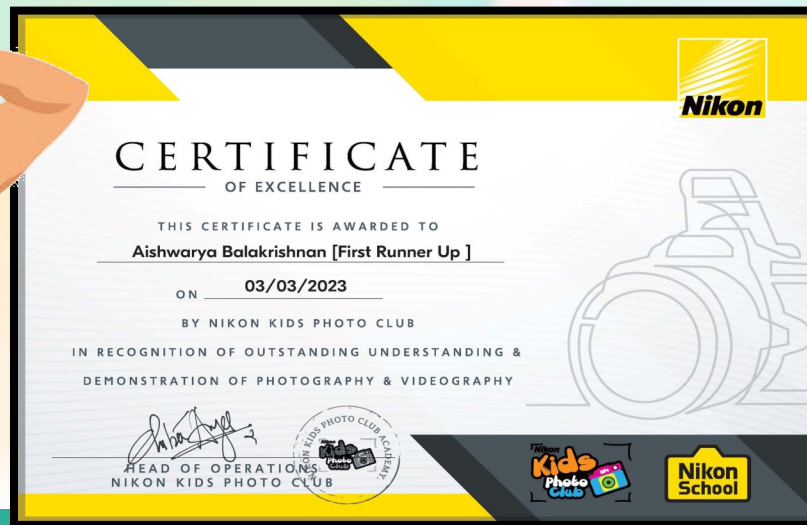 Nikon
CERTIFICATE
OF EXCELLENCE
THIS CERTIFICATE IS AWARDED TO
Aishwarya Balakrishnan [First Runner Up ]
ON 03/03/2023
BY NIKON KIDS PHOTO CLUB
IN RECOGNITION OF OUTSTANDING UNDERSTANDING &
DEMONSTRATION OF PHOTOGRAPHY & VIDEOGRAPHY
NIKON KIDS PHOTO CLUB ACADEMY
Nikon
Kids
Photo
Club
HEAD OF OPERATIONS
NIKON KIDS PHOTO CLUB
Nikon
Kids
Photo
Club
Nikon
School